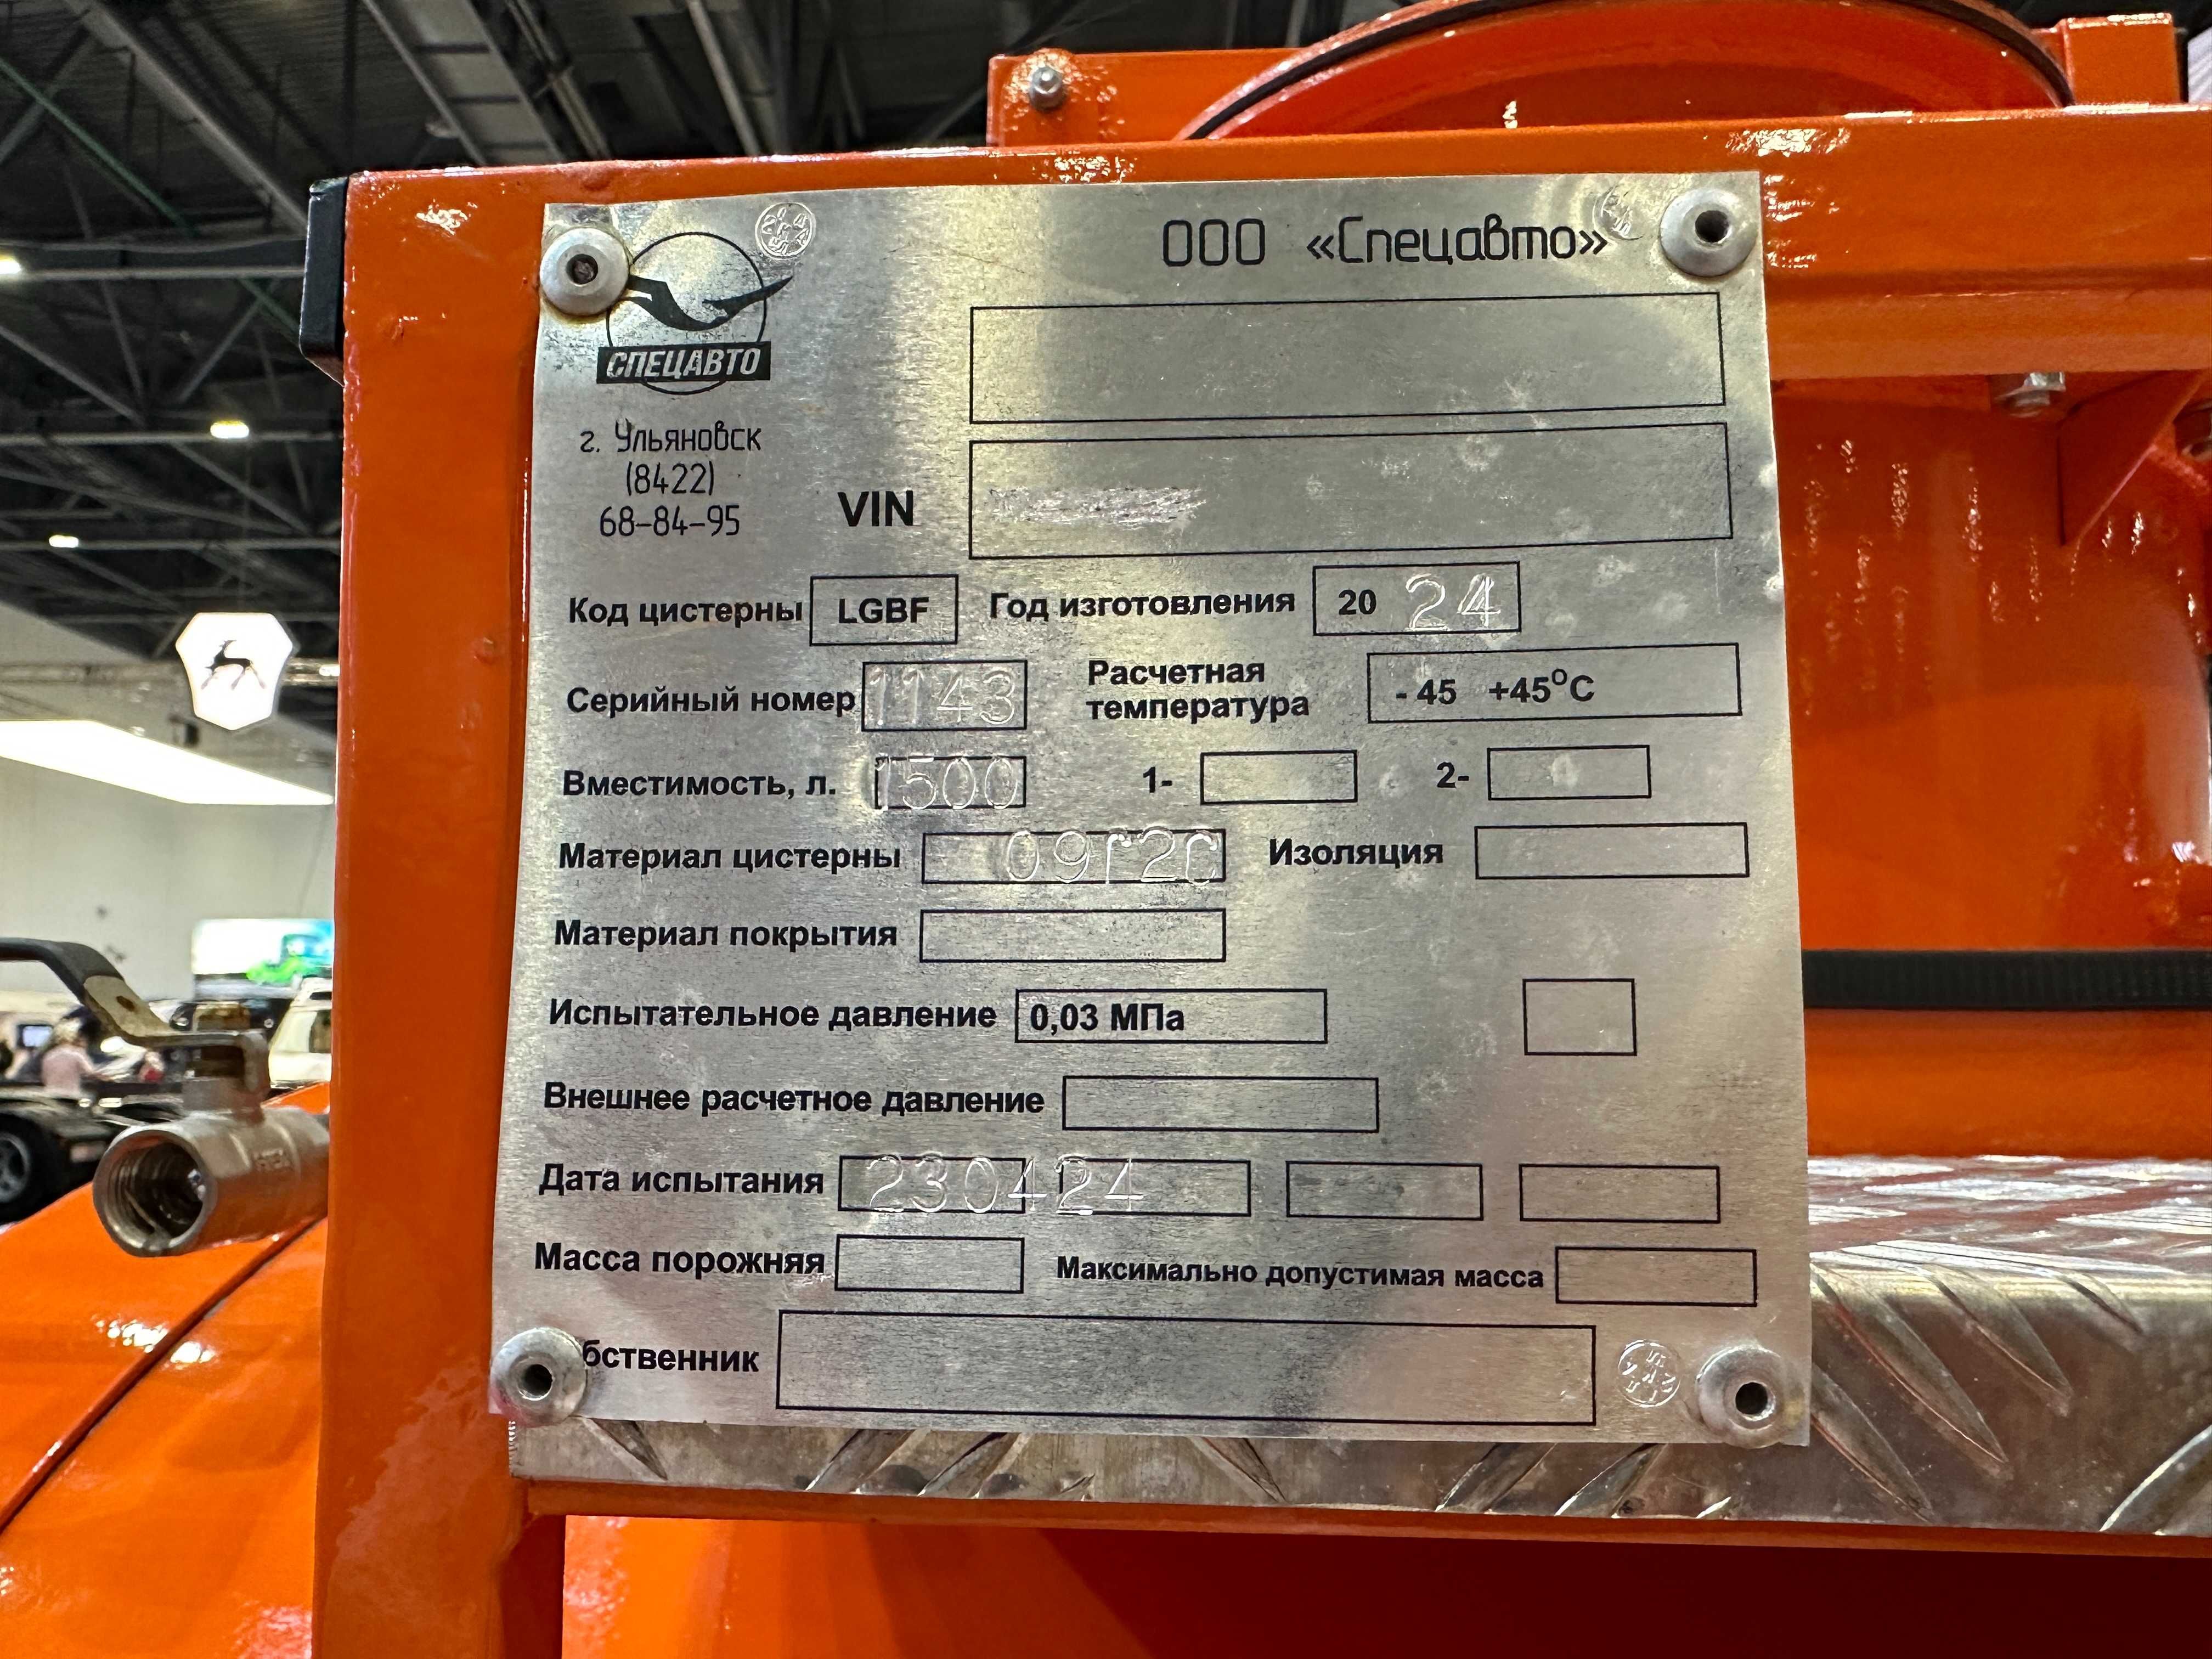 ООО «Спецавто»
СПЕЦАВТО
г. Ульяновск
(8422)
68-84-95
VIN
Код цистерны LGBF Год изготовления 20 24
Серийный номер 1143 Расчетная температура - 45 +45°С
Вместимость, л. 1500 1- 2-
Материал цистерны 09г2с Изоляция
Материал покрытия
Испытательное давление 0,03 МПа
Внешнее расчетное давление
Дата испытания 230424
Масса порожняя Максимально допустимая масса
бственник